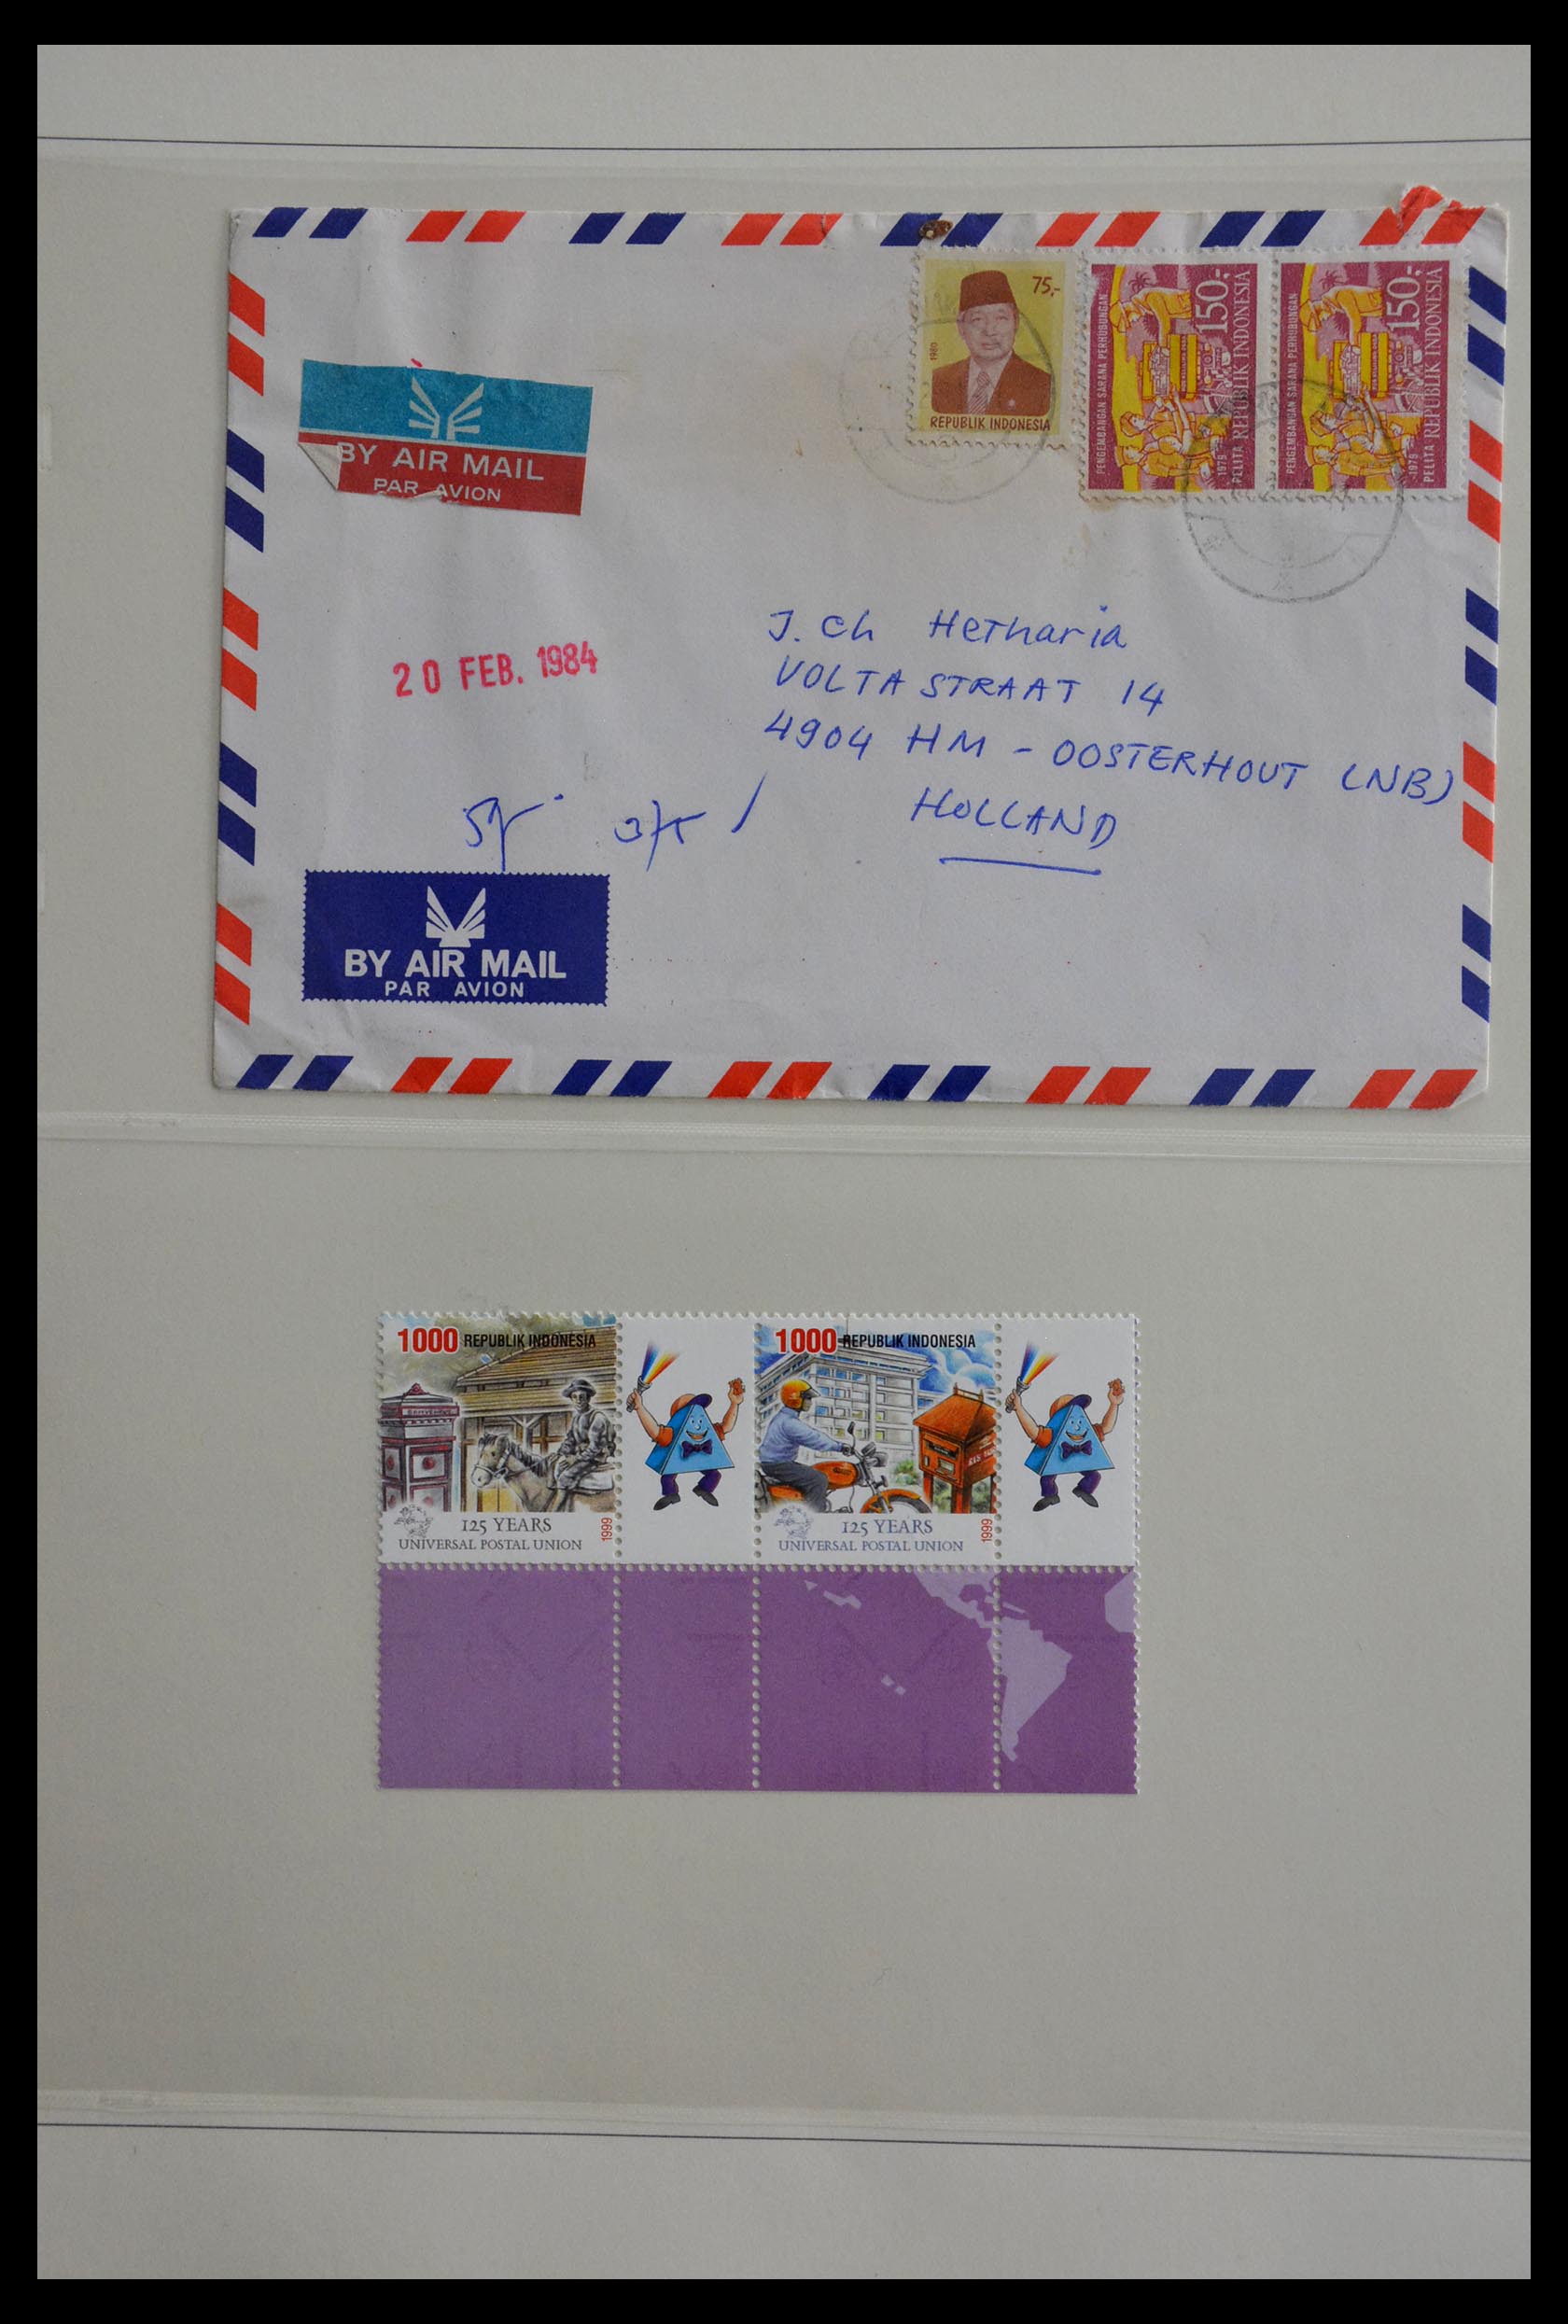 75,-
1980
REPUBLIK INDONESIA
PENGEMBANGAN SARANA PERHUBUNGAN
1979
PELITA REPUBLIK INDONESIA
150,-
PENGEMBANGAN SARANA PERHUBUNGAN
1979
PELITA REPUBLIK INDONESIA
150,-
BY AIR MAIL
PAR AVION
20 FEB. 1984
J. Ch Hetharia
VOLTA STRAAT 14
4904 HM - OOSTERHOUT (NB)
HOLLAND
BY AIR MAIL
PAR AVION
1000 REPUBLIK INDONESIA
125 YEARS
UNIVERSAL POSTAL UNION
1999
1000 REPUBLIK INDONESIA
125 YEARS
UNIVERSAL POSTAL UNION
1999